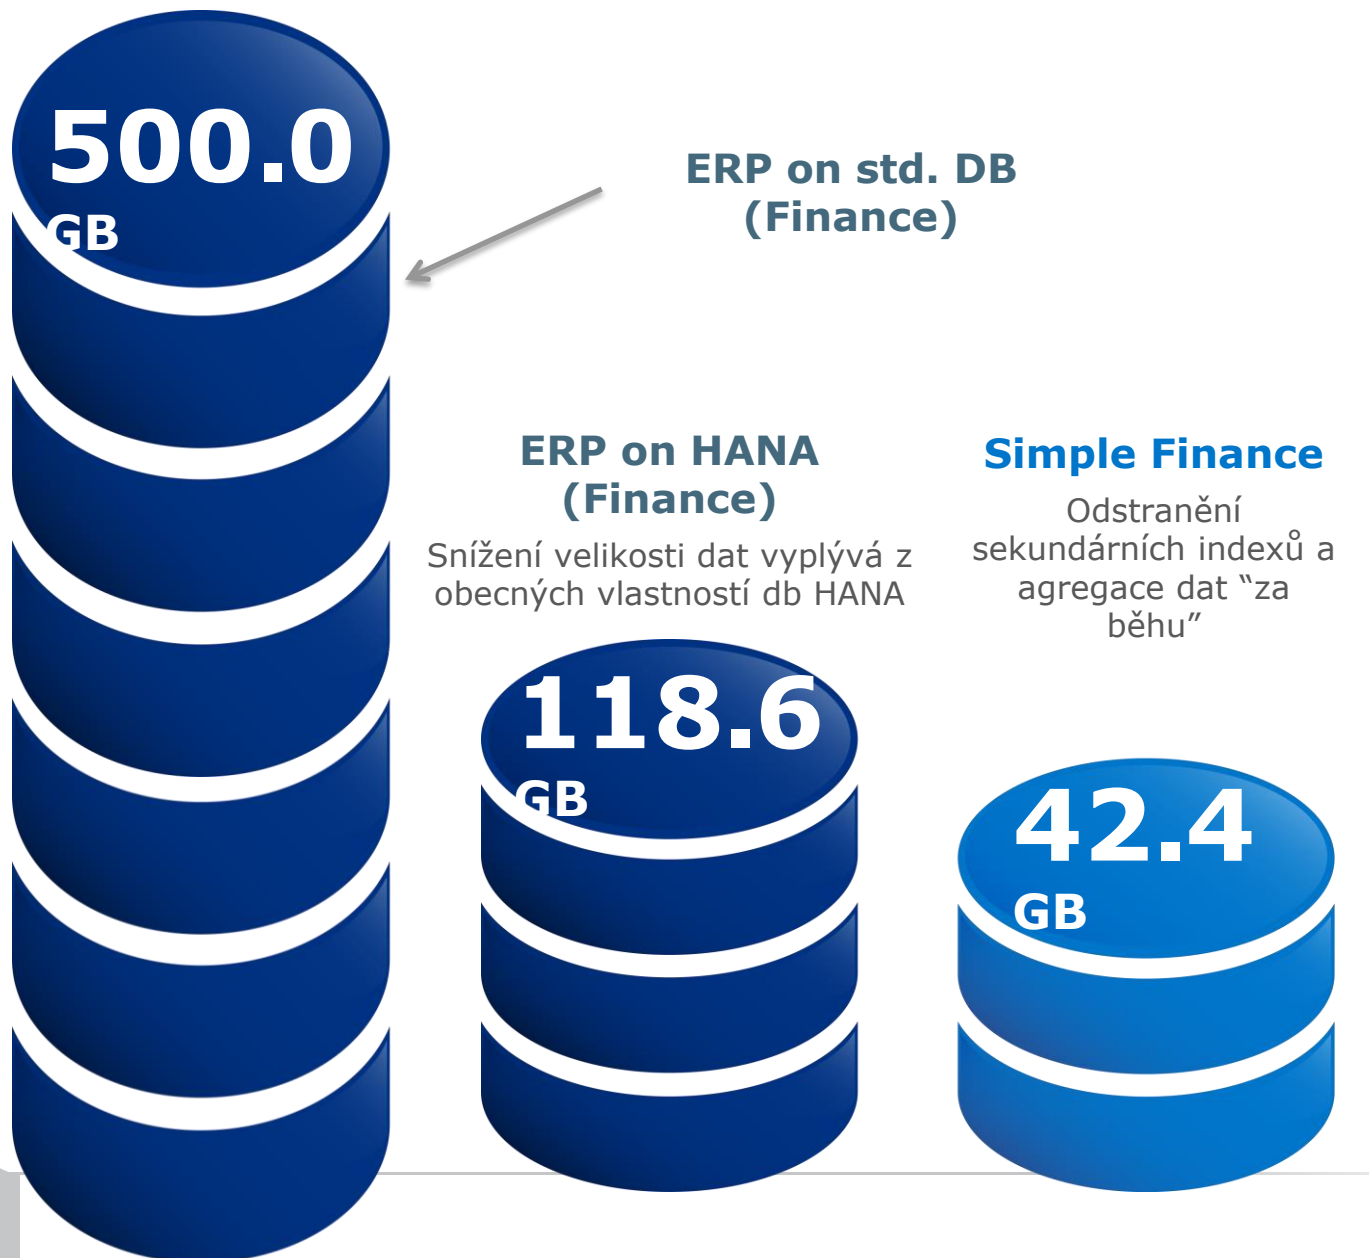 500.0
GB
ERP on std. DB
(Finance)
ERP on HANA
(Finance)
Snížení velikosti dat vyplývá z
obecných vlastností db HANA
118.6
GB
Simple Finance
Odstranění
sekundárních indexů a
agregace dat “za
běhu”
42.4
GB